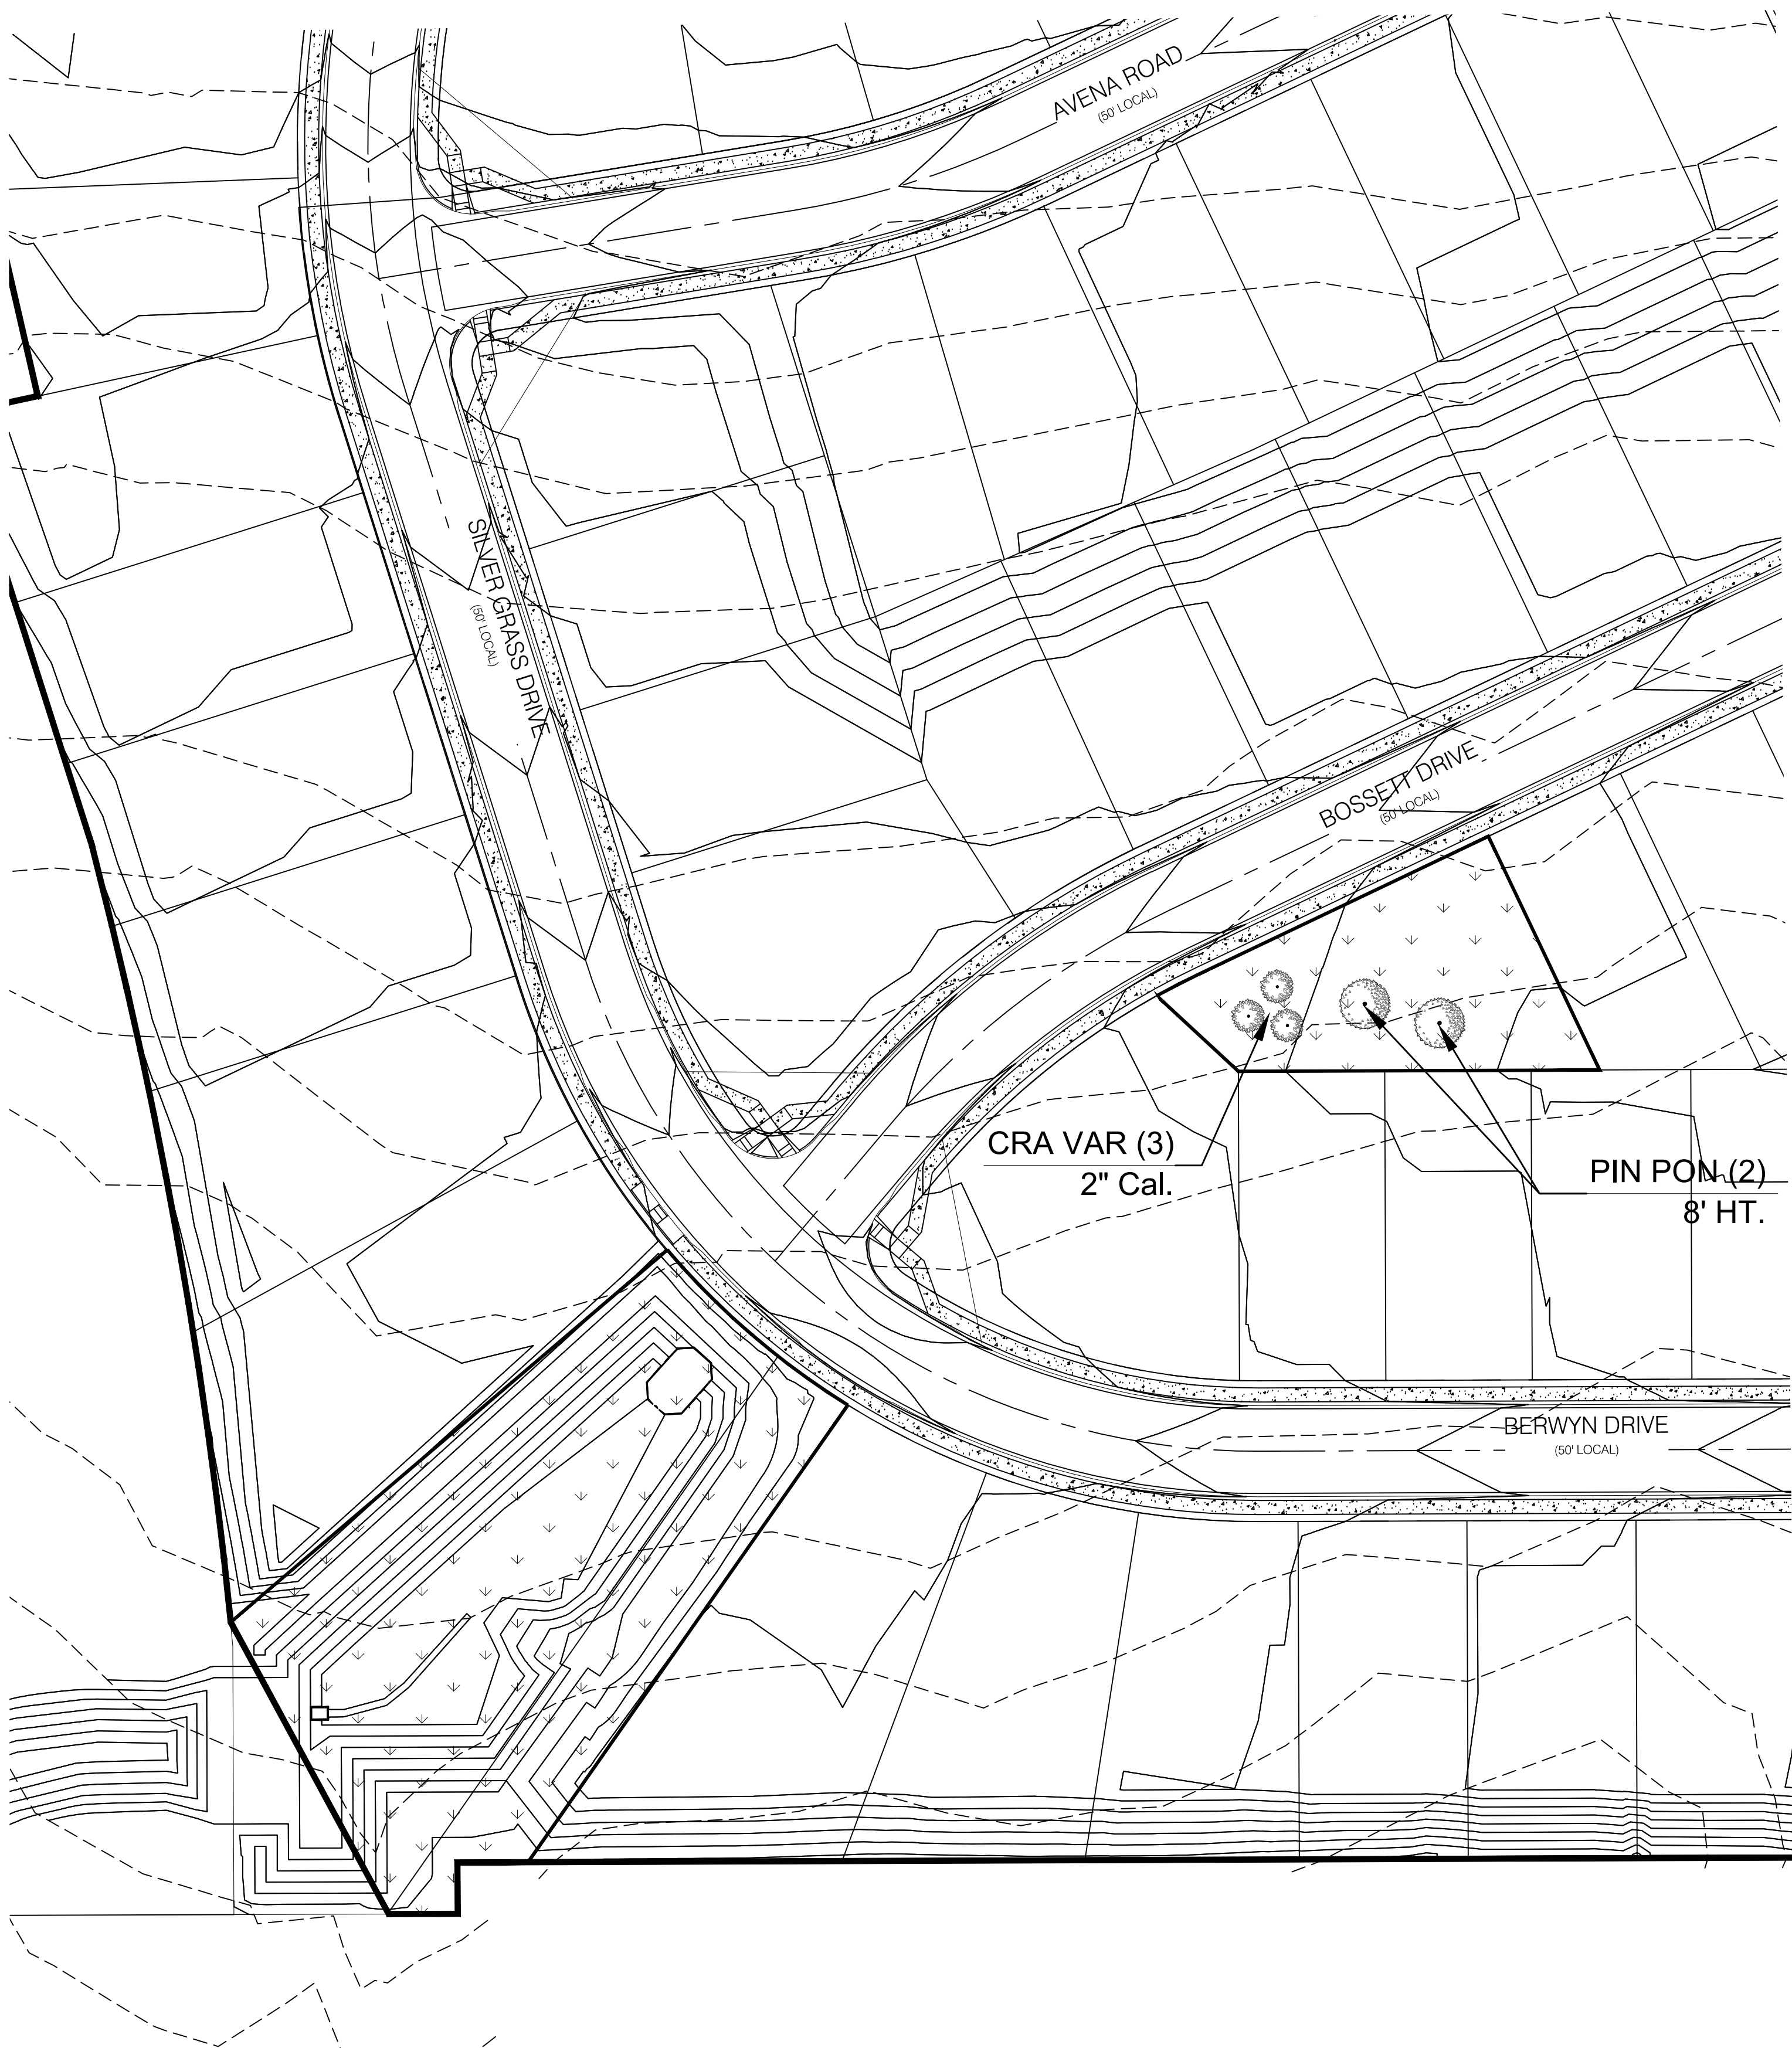 AVENA ROAD
(50' LOCAL)
SILVER GRASS DRIVE
(50' LOCAL)
BOSSETT DRIVE
(50' LOCAL)
CRA VAR (3)
2" Cal.
PIN PON (2)
8' HT.
BERWYN DRIVE
(50' LOCAL)